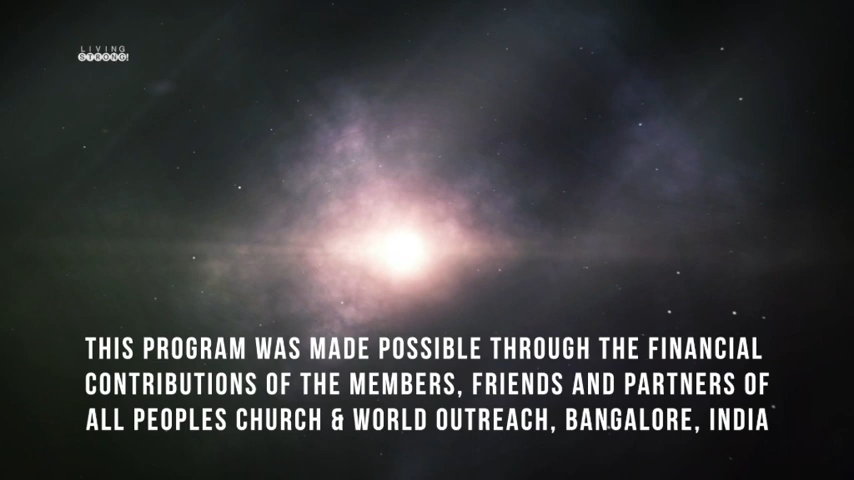 LIVING
STRONG!
THIS PROGRAM WAS MADE POSSIBLE THROUGH THE FINANCIAL
CONTRIBUTIONS OF THE MEMBERS, FRIENDS AND PARTNERS OF
ALL PEOPLES CHURCH & WORLD OUTREACH, BANGALORE, INDIA